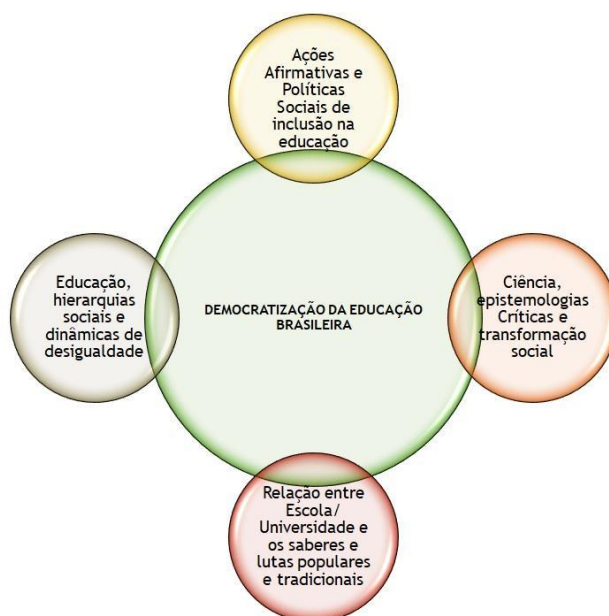 Ações
Afirmativas e
Políticas
Sociais de
inclusão na
educação
Educação,
hierarquias
sociais e
dinâmicas de
desigualdade
DEMOCRATIZAÇÃO DA EDUCAÇÃO
BRASILEIRA
Ciência,
epistemologias
Críticas e
transformação
social
Relação entre
Escola/
Universidade e
os saberes e
lutas populares
e tradicionais